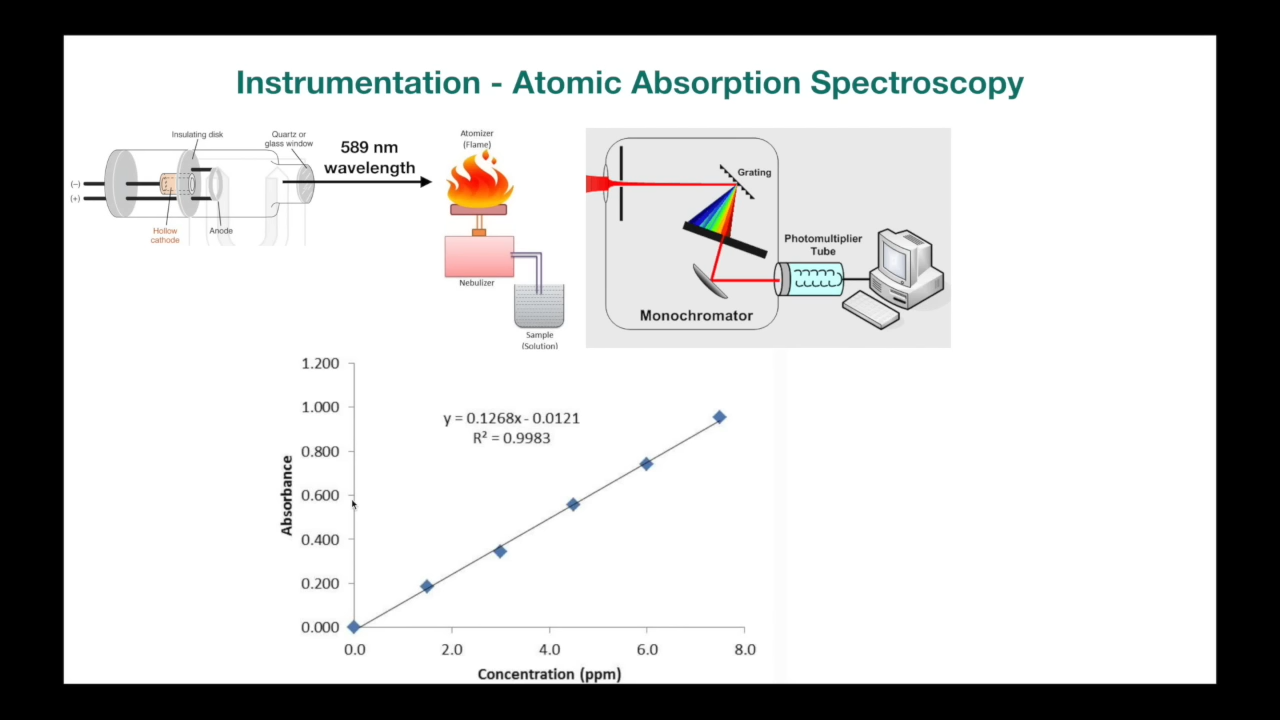 Instrumentation - Atomic Absorption Spectroscopy
Insulating disk
Quartz or
glass window
589 nm
wavelength
(–)
(+)
Hollow
cathode
Anode
Atomizer
(Flame)
Nebulizer
Sample
(Solution)
Grating
Photomultiplier
Tube
Monochromator
1.200
1.000
0.800
0.600
0.400
0.200
0.000
Absorbance
y = 0.1268x - 0.0121
R² = 0.9983
0.0 2.0 4.0 6.0 8.0
Concentration (ppm)